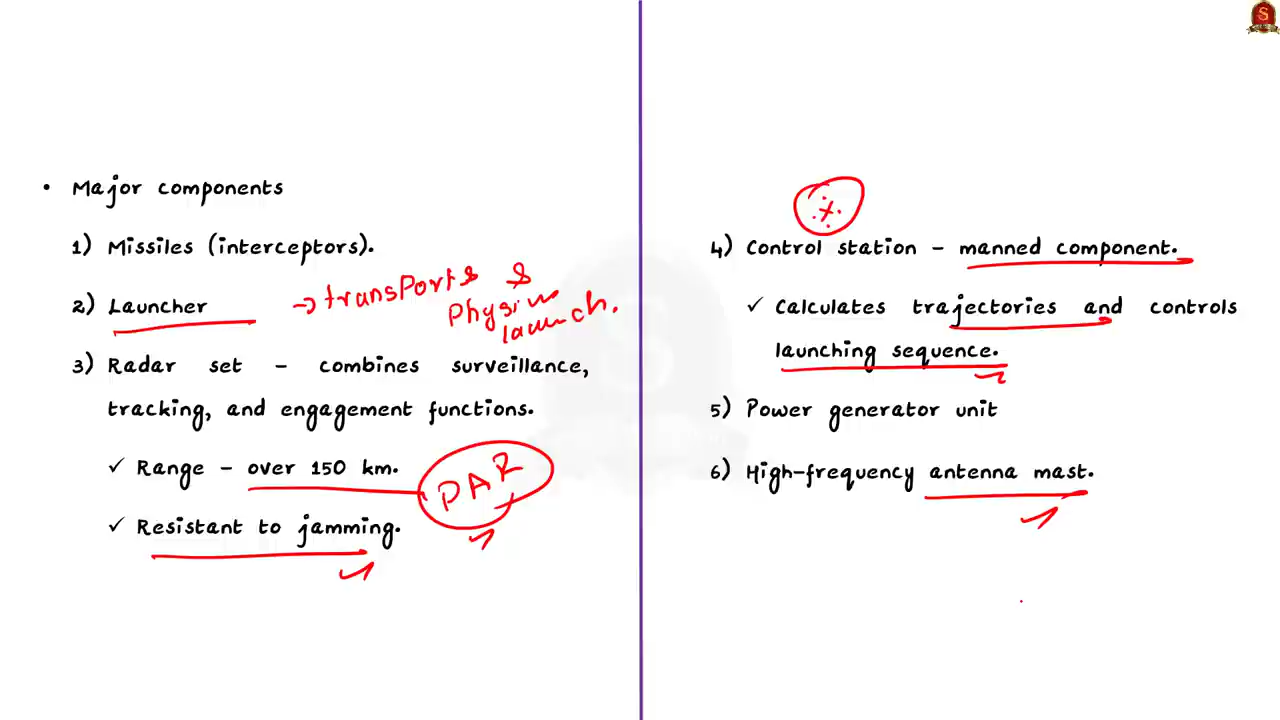 • Major components
1) Missiles (interceptors).
2) Launcher
→ transports &
Physical
launch.
3) Radar set – combines surveillance,
tracking, and engagement functions.
✓ Range – over 150 km.
PAR
✓ Resistant to jamming.
4) Control station – manned component.
✓ Calculates trajectories and controls
launching sequence.
5) Power generator unit
6) High-frequency antenna mast.